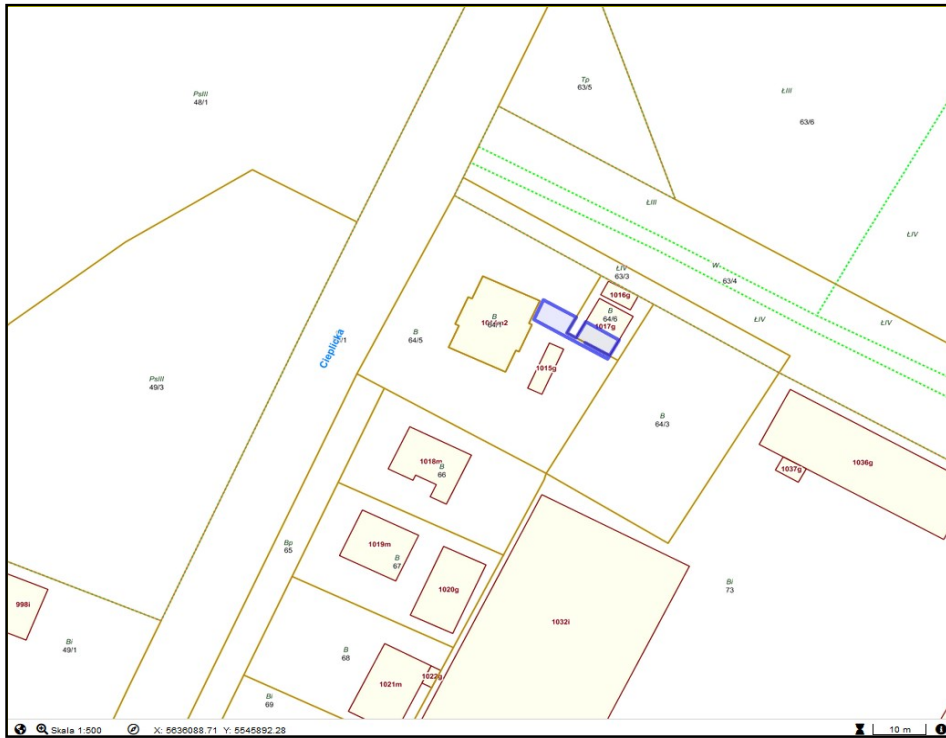 Tp
63/5
ŁIII
63/6
PsIII
48/1
ŁIII
ŁIV
W
63/4
ŁIV
63/3
1016g
B
64/6
1017g
ŁIV
ŁIV
B
64/1
B
64/5
Cieplicka
1015g
PsIII
49/3
B
64/3
1036g
1037g
1018m
B
66
1019m
B
67
1020g
Bp
65
Bi
73
998i
1032i
Bi
49/1
B
68
1021m
1022g
Bi
69
Skala 1:500 X: 5636088.71 Y: 5545892.28 10 m